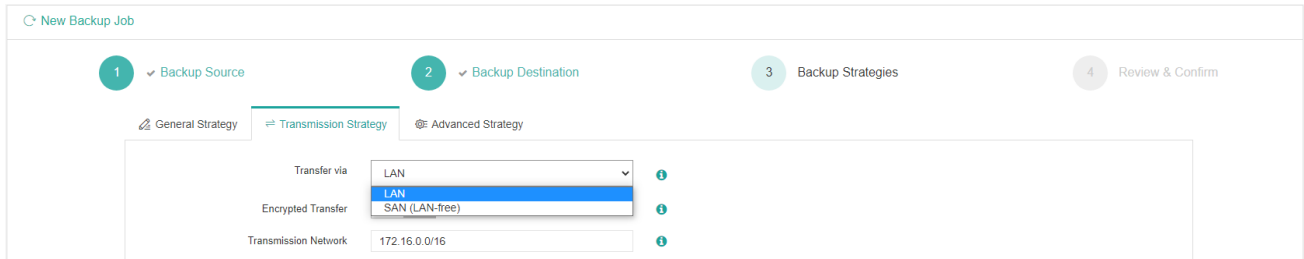 New Backup Job
1 Backup Source 2 Backup Destination 3 Backup Strategies 4 Review & Confirm
General Strategy Transmission Strategy Advanced Strategy
Transfer via LAN
LAN
Encrypted Transfer SAN (LAN-free)
Transmission Network 172.16.0.0/16